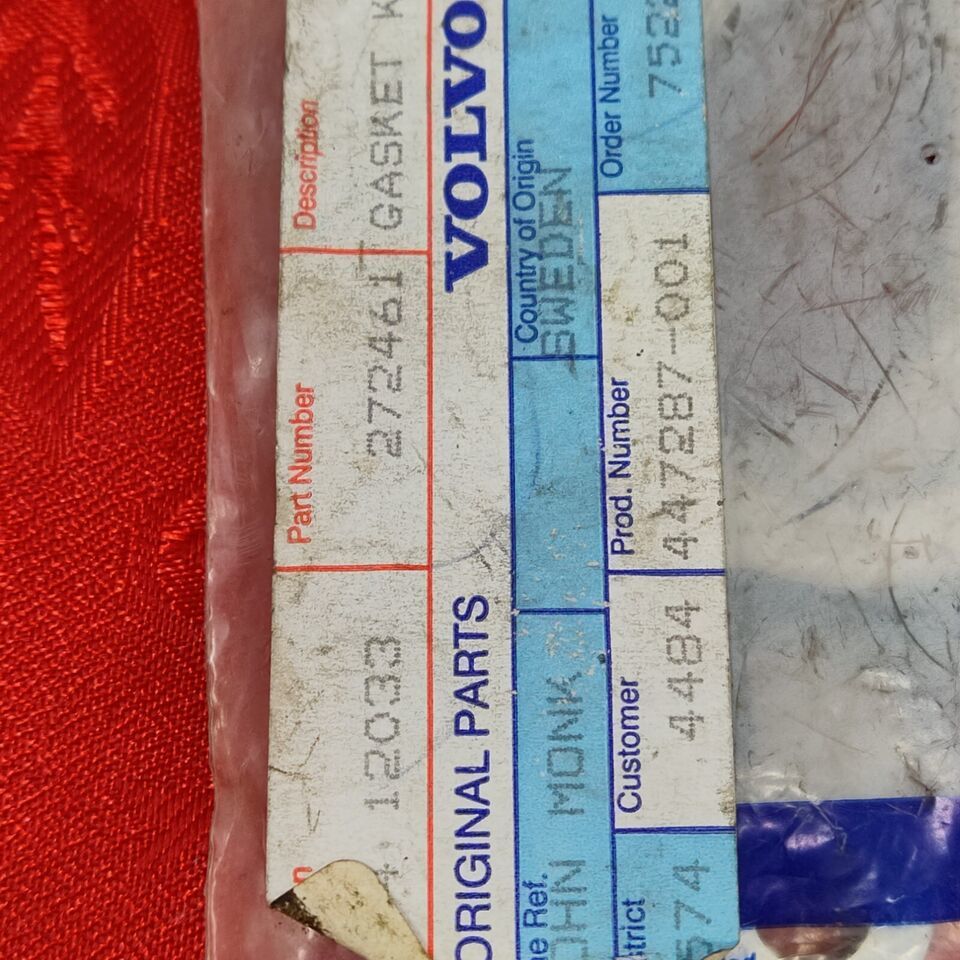 Description
Part Number
12033 272461 GASKET K
ORIGINAL PARTS VOLVO
Country of Origin
MONK SWEDEN
Customer Prod. Number Order Number
574 4484 447287-001 752